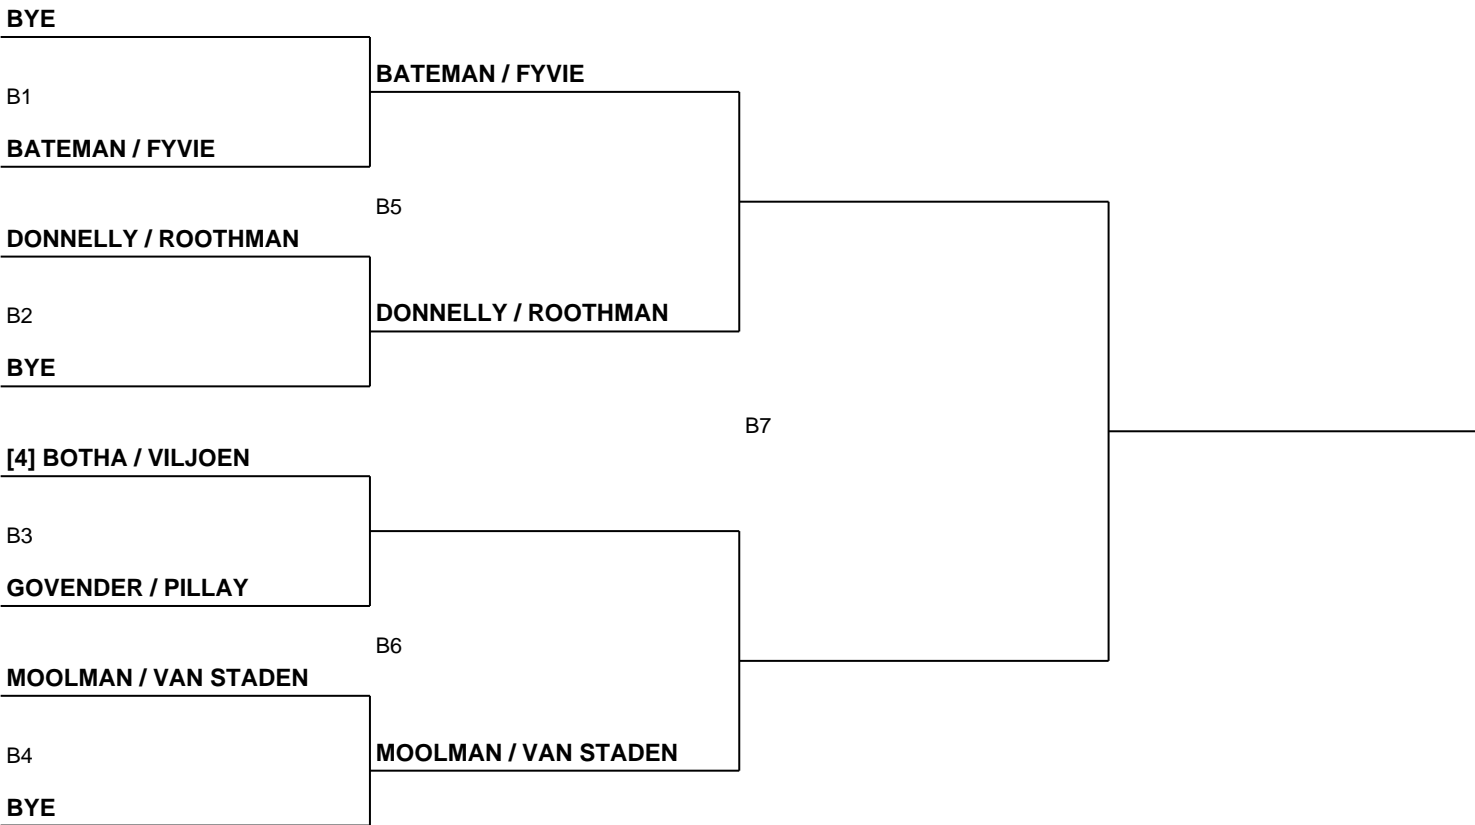 BYE
BATEMAN / FYVIE
B1
BATEMAN / FYVIE
B5
DONNELLY / ROOTHMAN
DONNELLY / ROOTHMAN
B2
BYE
B7
[4] BOTHA / VILJOEN
B3
GOVENDER / PILLAY
B6
MOOLMAN / VAN STADEN
MOOLMAN / VAN STADEN
B4
BYE